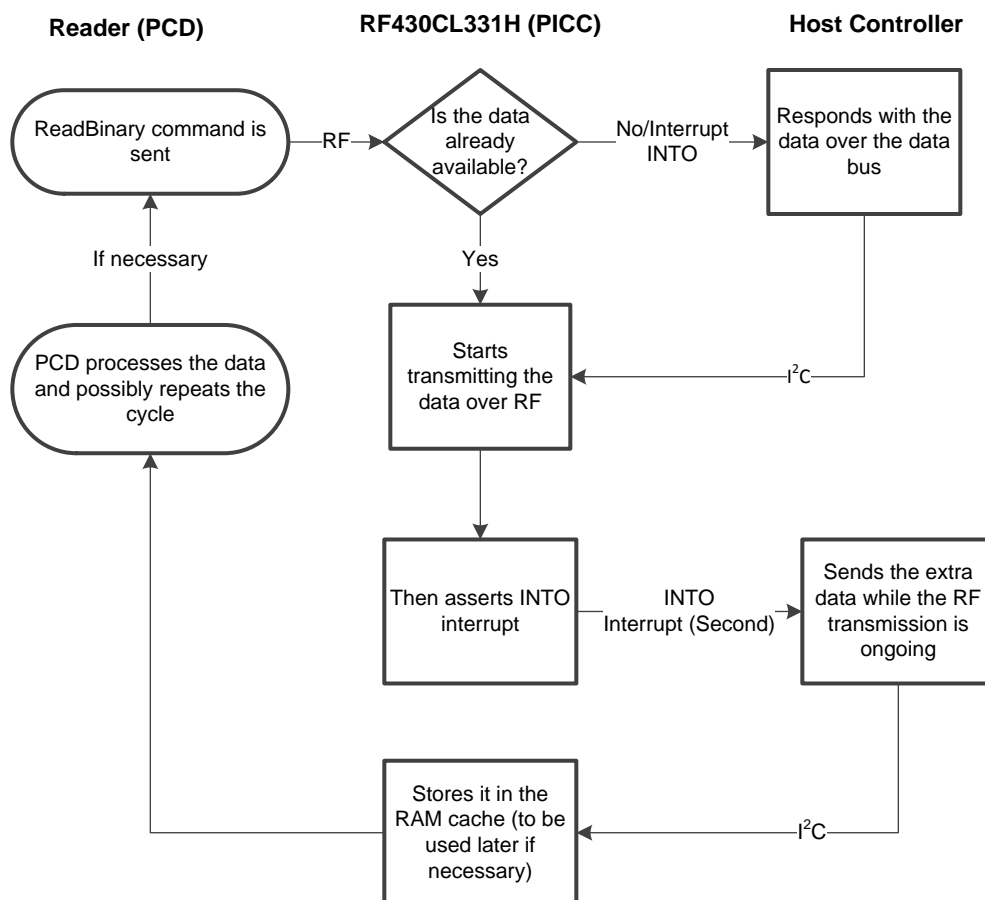 Reader (PCD)
RF430CL331H (PICC)
Host Controller
ReadBinary command is
sent
RF
Is the data
already
available?
No/Interrupt
INTO
Responds with the
data over the data
bus
If necessary
Yes
PCD processes the data
and possibly repeats the
cycle
Starts
transmitting the
data over RF
I²C
Then asserts INTO
interrupt
INTO
Interrupt (Second)
Sends the extra
data while the RF
transmission is
ongoing
Stores it in the
RAM cache (to be
used later if
necessary)
I²C